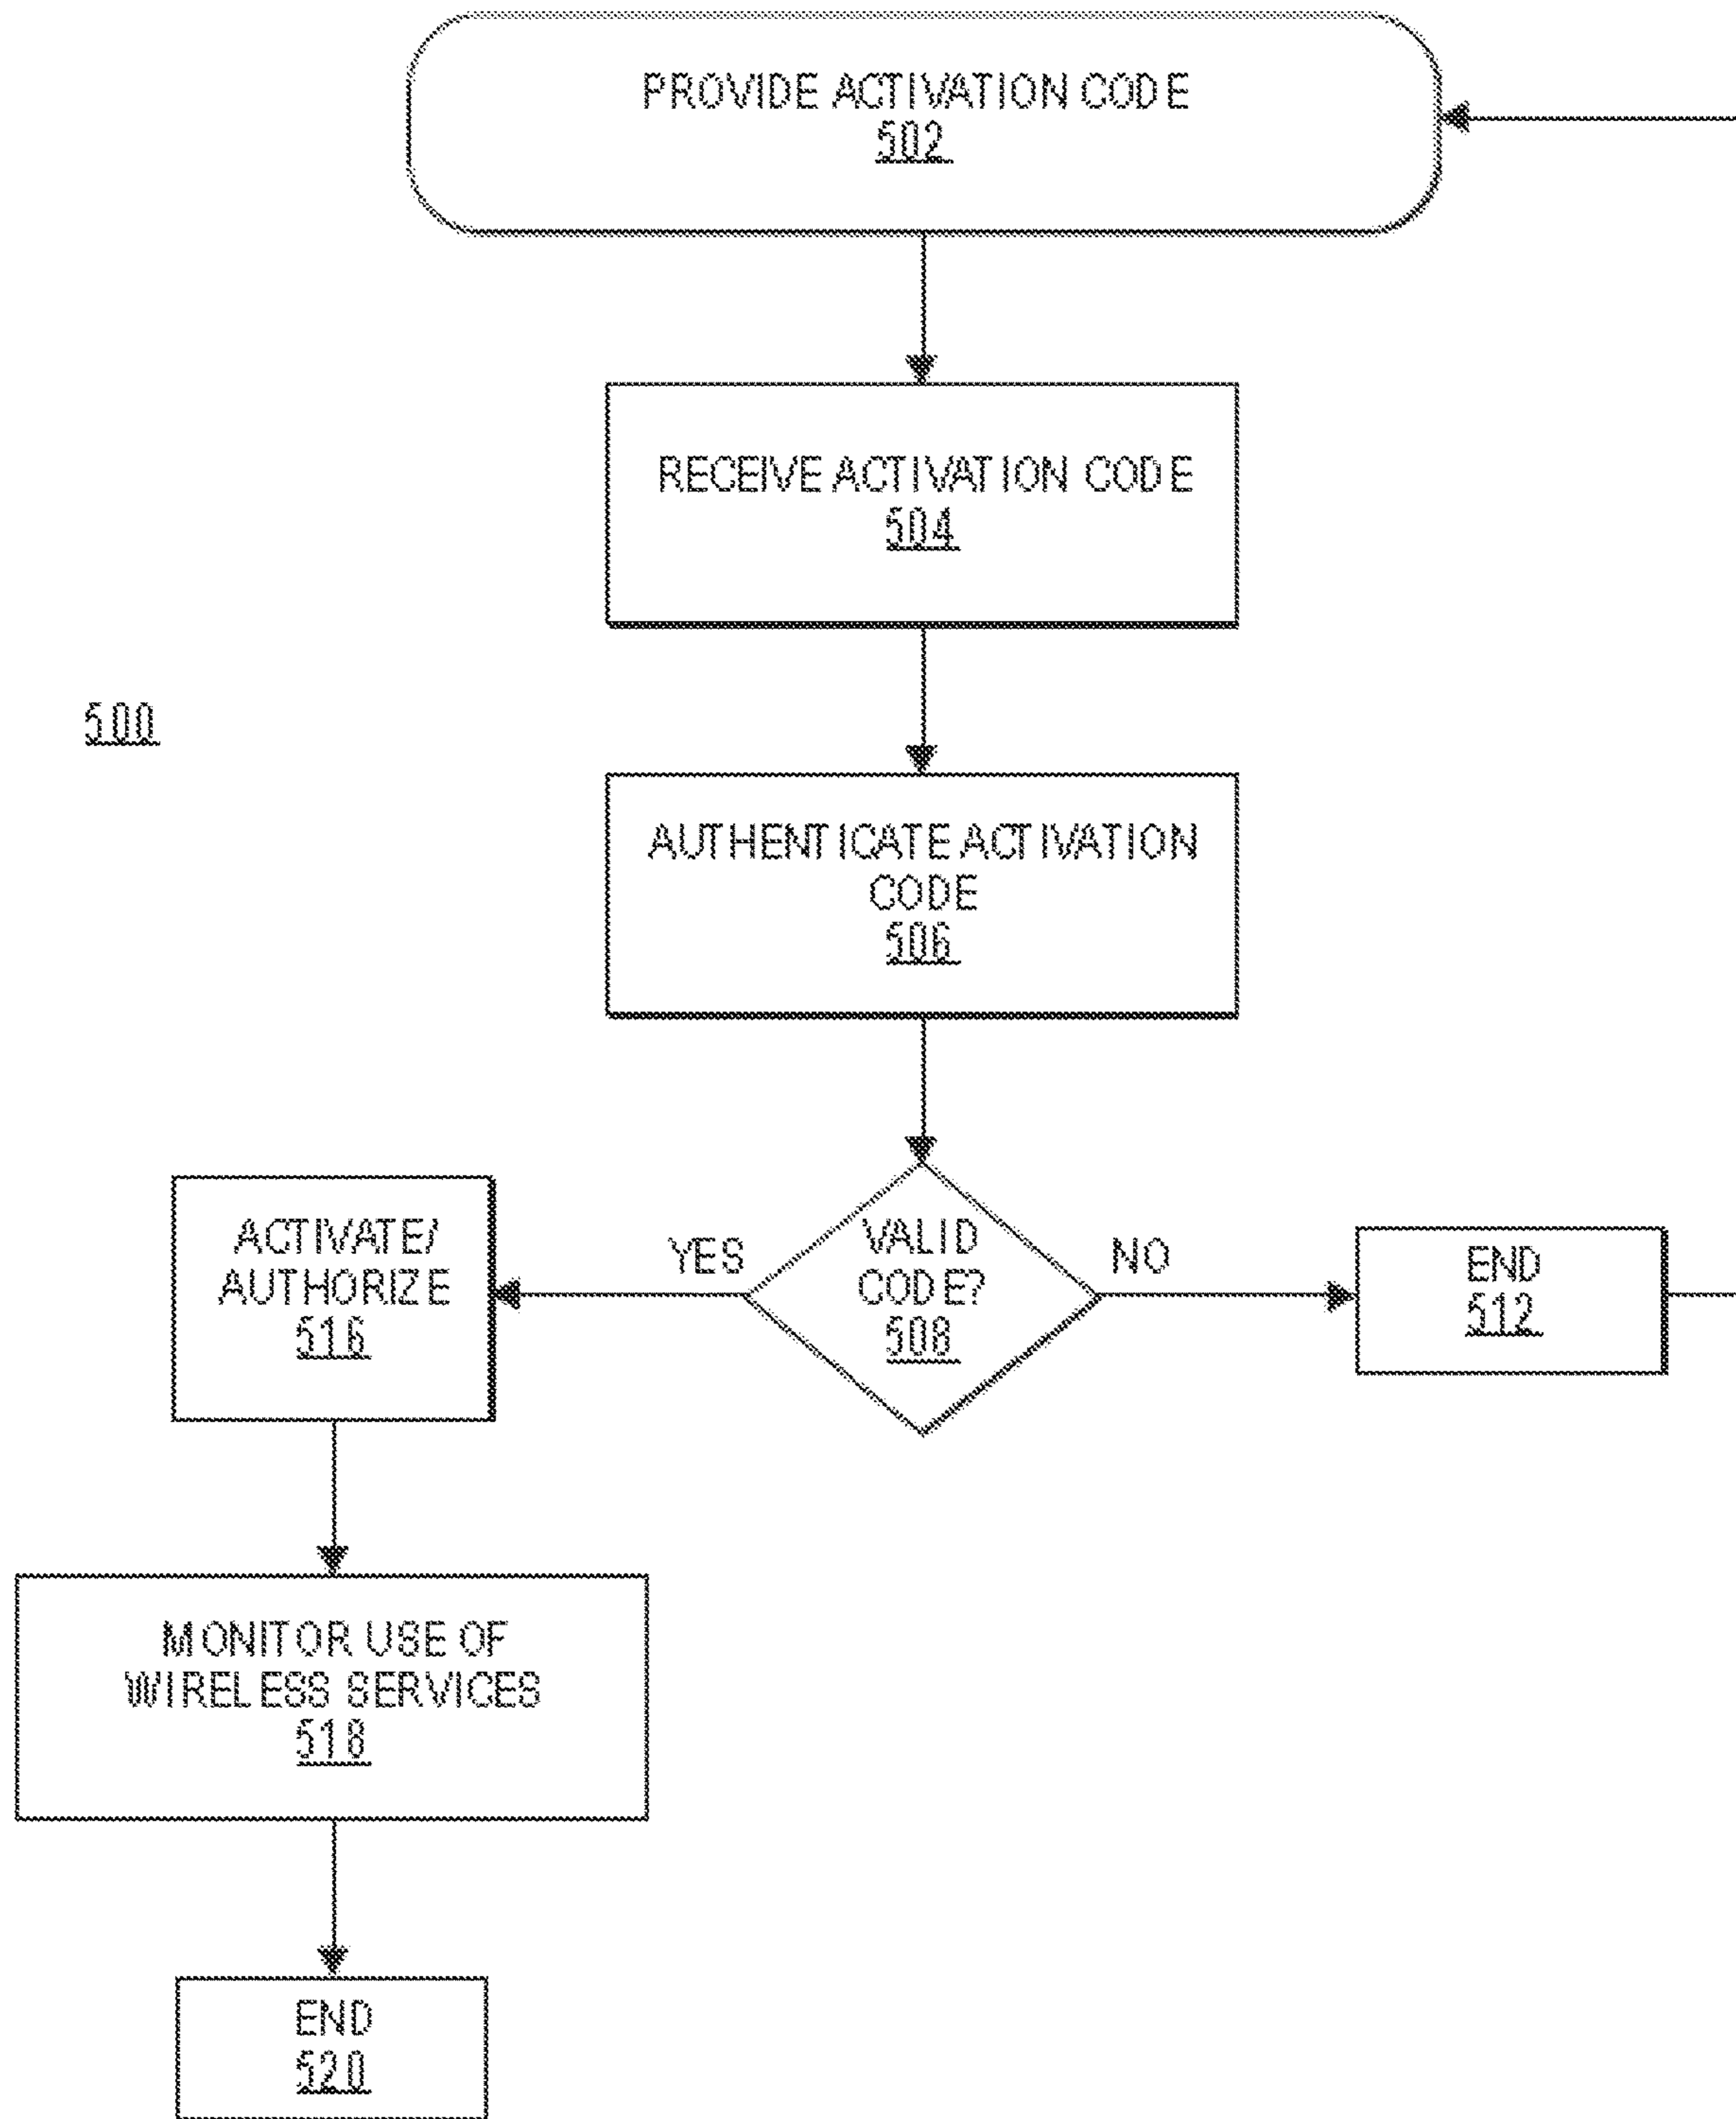 PROVIDE ACTIVATION CODE
502
RECEIVE ACTIVATION CODE
504
500
AUTHENTICATE ACTIVATION
CODE
506
ACTIVATE/
AUTHORIZE
516
YES
VALID
CODE?
508
NO
END
512
MONITOR USE OF
WIRELESS SERVICES
518
END
520